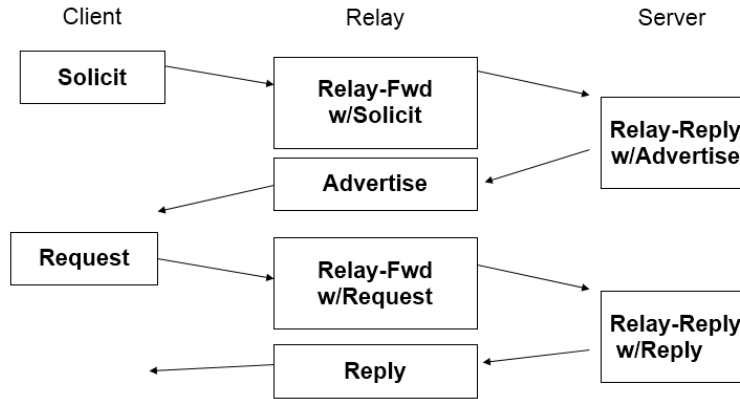 Client Relay Server
Solicit
Relay-Fwd
w/Solicit
Relay-Reply
w/Advertise
Advertise
Request
Relay-Fwd
w/Request
Relay-Reply
w/Reply
Reply